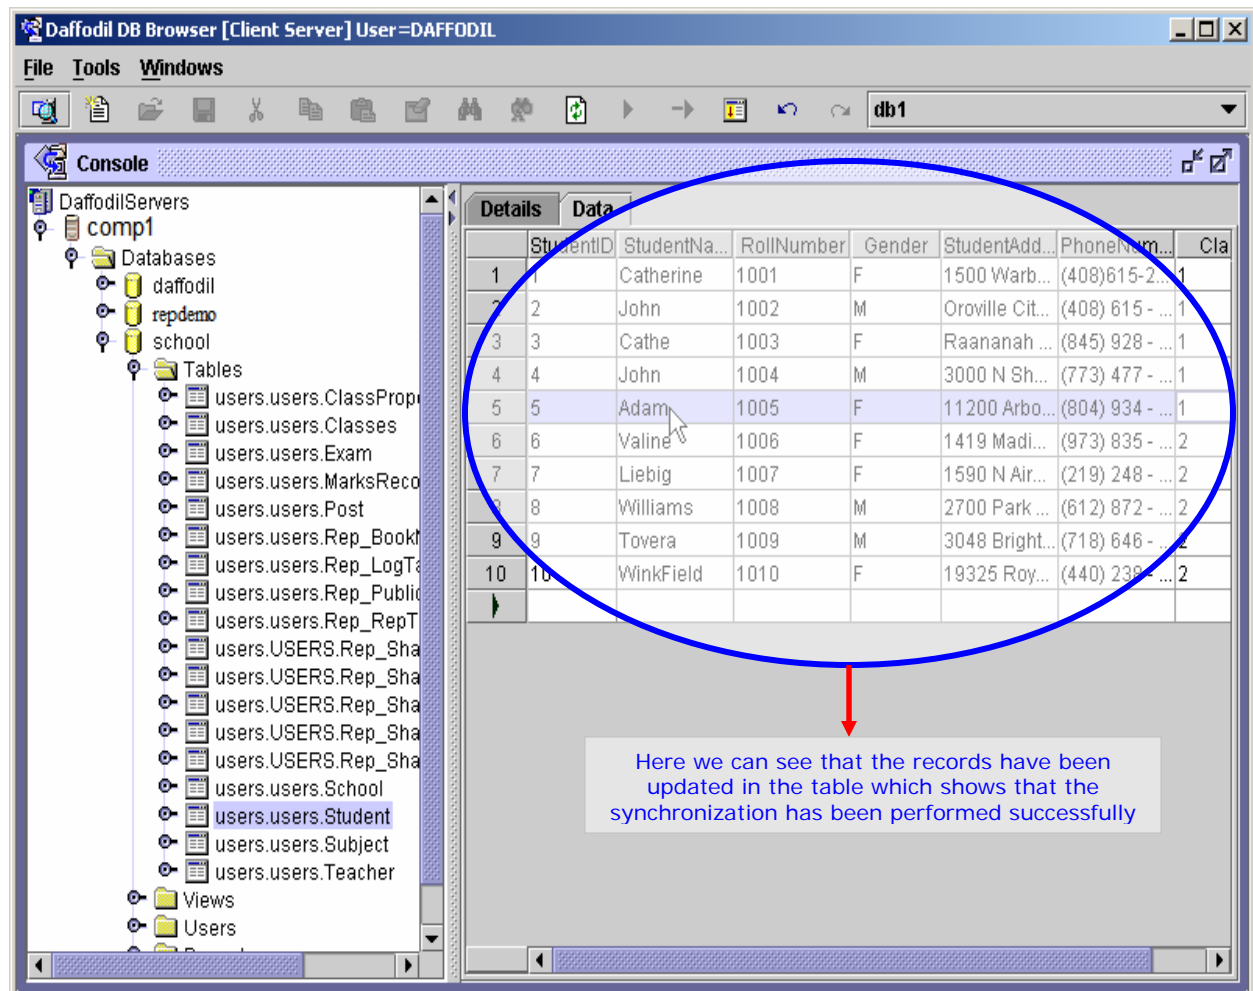 Daffodil DB Browser [Client Server] User=DAFFODIL
File Tools Windows
db1
Console
DaffodilServers
comp1
Databases
daffodil
repdemo
school
Tables
users.users.ClassPrope
users.users.Classes
users.users.Exam
users.users.MarksReco
users.users.Post
users.users.Rep_Book
users.users.Rep_LogTa
users.users.Rep_Public
users.users.Rep_RepT
users.USERS.Rep_Sha
users.USERS.Rep_Sha
users.USERS.Rep_Sha
users.USERS.Rep_Sha
users.USERS.Rep_Sha
users.users.School
users.users.Student
users.users.Subject
users.users.Teacher
Views
Users
Details Data
StudentID StudentNa... RollNumber Gender StudentAdd... PhoneNum... Cla
1 1 Catherine 1001 F 1500 Warb... (408)615-2... 1
2 2 John 1002 M Oroville Cit... (408) 615 - ... 1
3 3 Cathe 1003 F Raananah ... (845) 928 - ... 1
4 4 John 1004 M 3000 N Sh... (773) 477 - ... 1
5 5 Adam 1005 F 11200 Arbo... (804) 934 - ... 1
6 6 Valine 1006 F 1419 Madi... (973) 835 - ... 2
7 7 Liebig 1007 F 1590 N Air... (219) 248 - ... 2
8 8 Williams 1008 M 2700 Park ... (612) 872 - ... 2
9 9 Tovera 1009 M 3048 Bright... (718) 646 - ... 2
10 10 WinkField 1010 F 19325 Roy... (440) 238 - ... 2
Here we can see that the records have been
updated in the table which shows that the
synchronization has been performed successfully